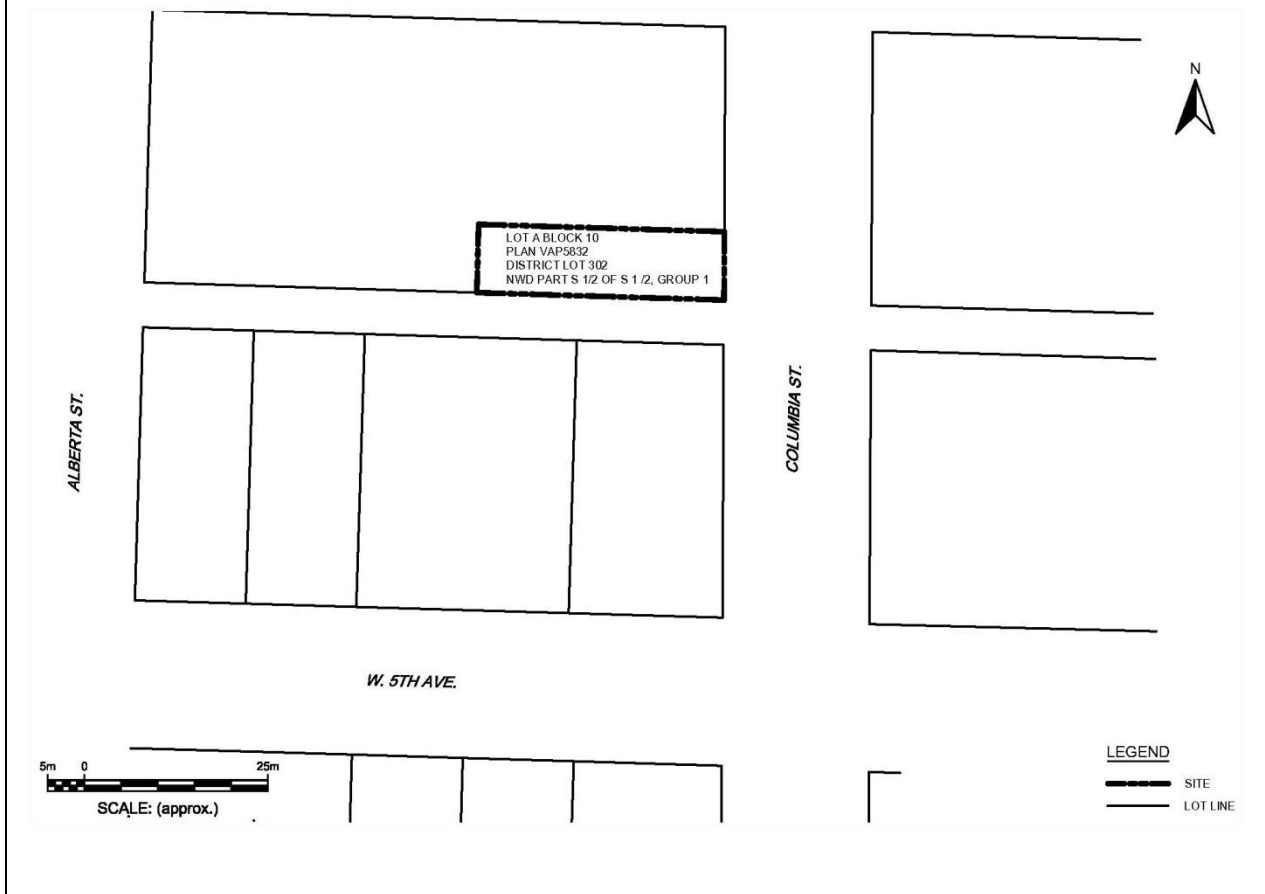 N
LOT A BLOCK 10
PLAN VAP5832
DISTRICT LOT 302
NWD PART S 1/2 OF S 1 /2, GROUP 1
ALBERTA ST.
COLUMBIA ST.
W. 5TH AVE.
5m 0 25m
SCALE: (approx.)
LEGEND
SITE
LOT LINE